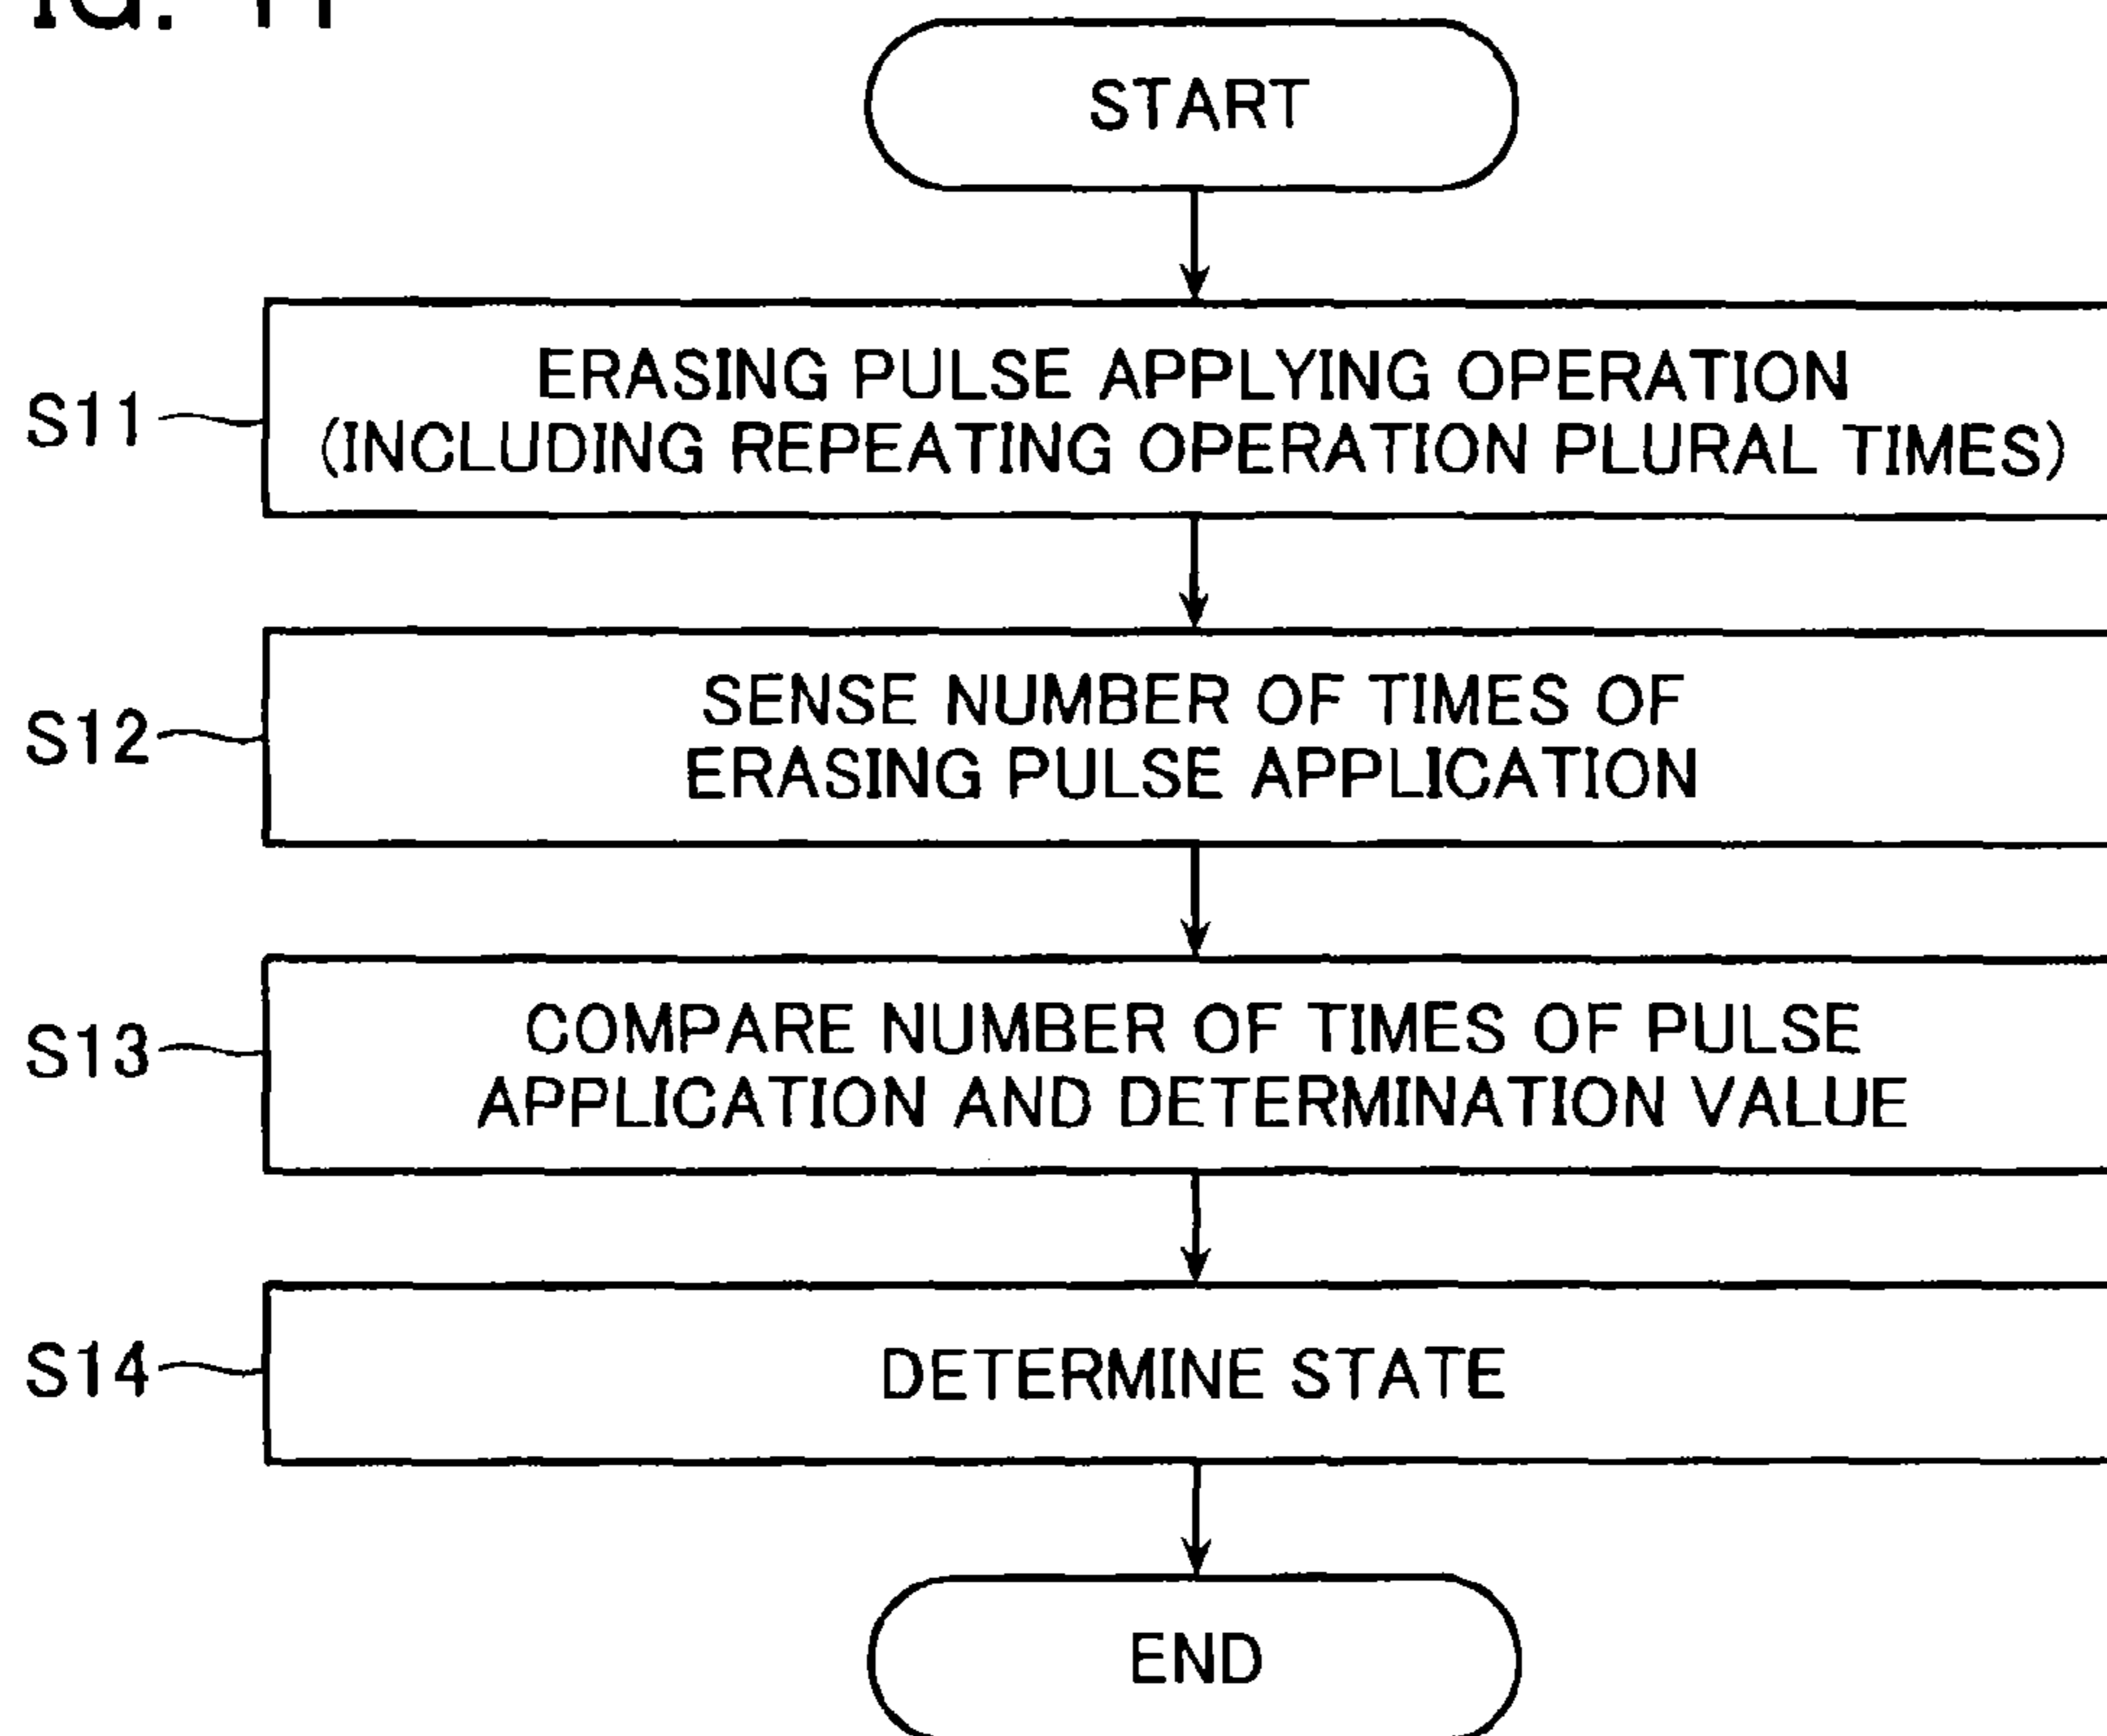 START
ERASING PULSE APPLYING OPERATION
(INCLUDING REPEATING OPERATION PLURAL TIMES)
S11
SENSE NUMBER OF TIMES OF
ERASING PULSE APPLICATION
S12
COMPARE NUMBER OF TIMES OF PULSE
APPLICATION AND DETERMINATION VALUE
S13
DETERMINE STATE
S14
END